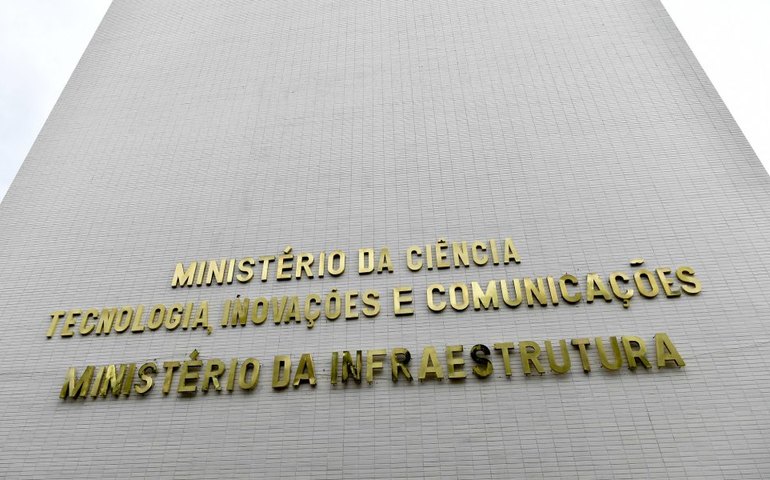 MINISTÉRIO DA CIÊNCIA
TECNOLOGIA, INOVAÇÕES E COMUNICAÇÕES
MINISTÉRIO DA INFRAESTRUTURA